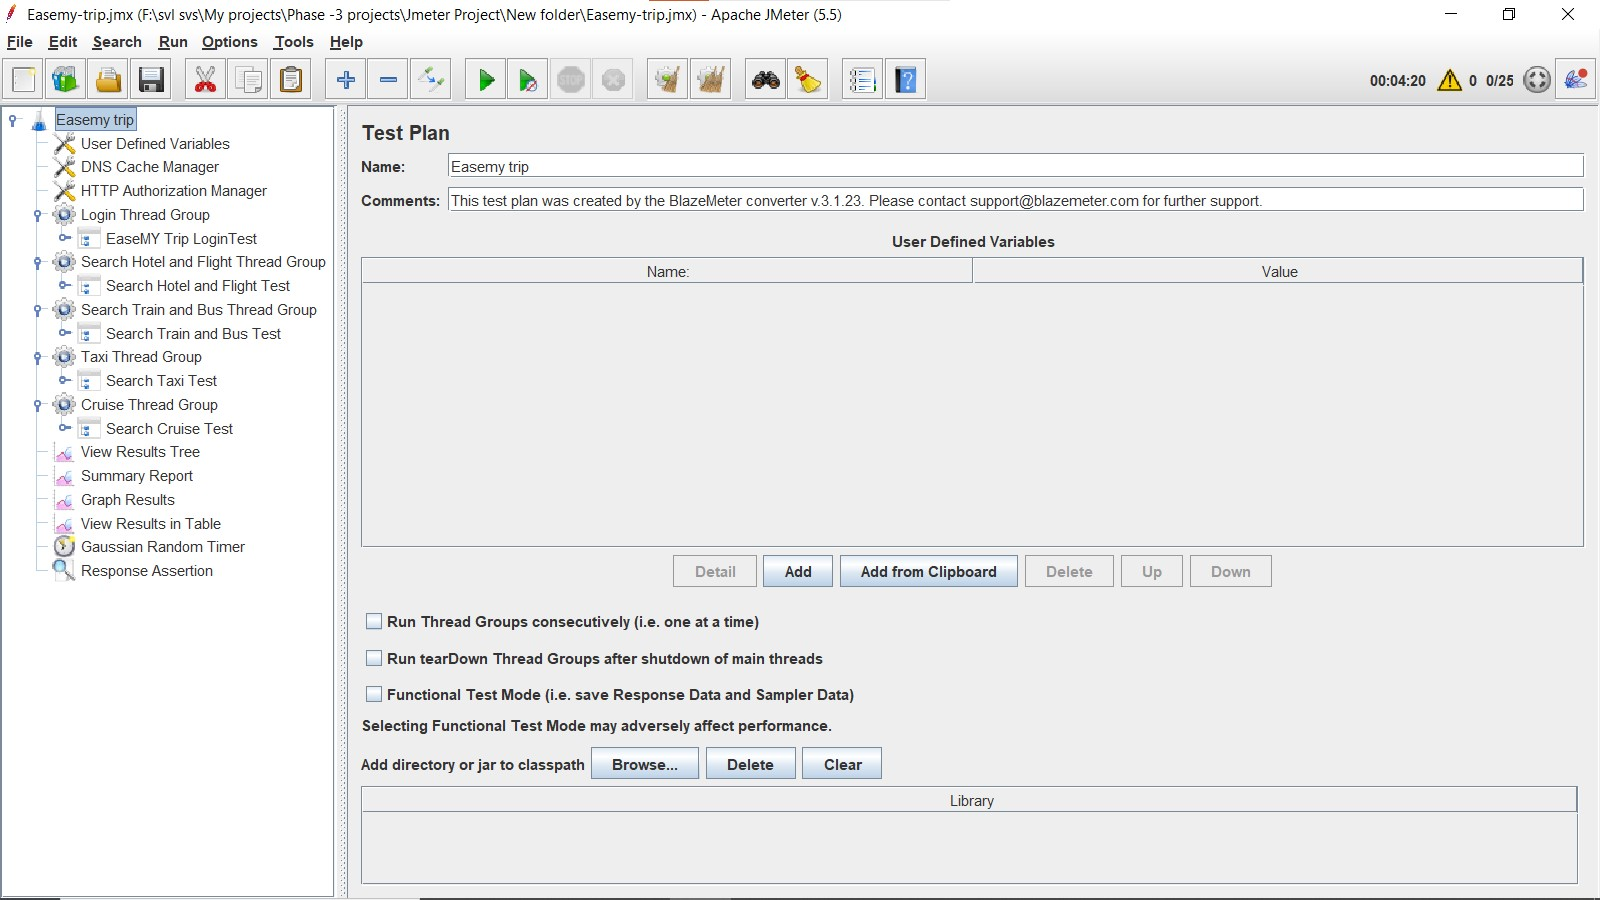 Easemy-trip.jmx (F:\svl svs\My projects\Phase -3 projects\Jmeter Project\New folder\Easemy-trip.jmx) - Apache JMeter (5.5)
File Edit Search Run Options Tools Help
STOP 00:04:20 0 0/25
Easemy trip
User Defined Variables
DNS Cache Manager
HTTP Authorization Manager
Login Thread Group
EaseMY Trip LoginTest
Search Hotel and Flight Thread Group
Search Hotel and Flight Test
Search Train and Bus Thread Group
Search Train and Bus Test
Taxi Thread Group
Search Taxi Test
Cruise Thread Group
Search Cruise Test
View Results Tree
Summary Report
Graph Results
View Results in Table
Gaussian Random Timer
Response Assertion
Test Plan
Name: Easemy trip
Comments: This test plan was created by the BlazeMeter converter v.3.1.23. Please contact support@blazemeter.com for further support.
User Defined Variables
Name: Value
Detail Add Add from Clipboard Delete Up Down
Run Thread Groups consecutively (i.e. one at a time)
Run tearDown Thread Groups after shutdown of main threads
Functional Test Mode (i.e. save Response Data and Sampler Data)
Selecting Functional Test Mode may adversely affect performance.
Add directory or jar to classpath Browse... Delete Clear
Library